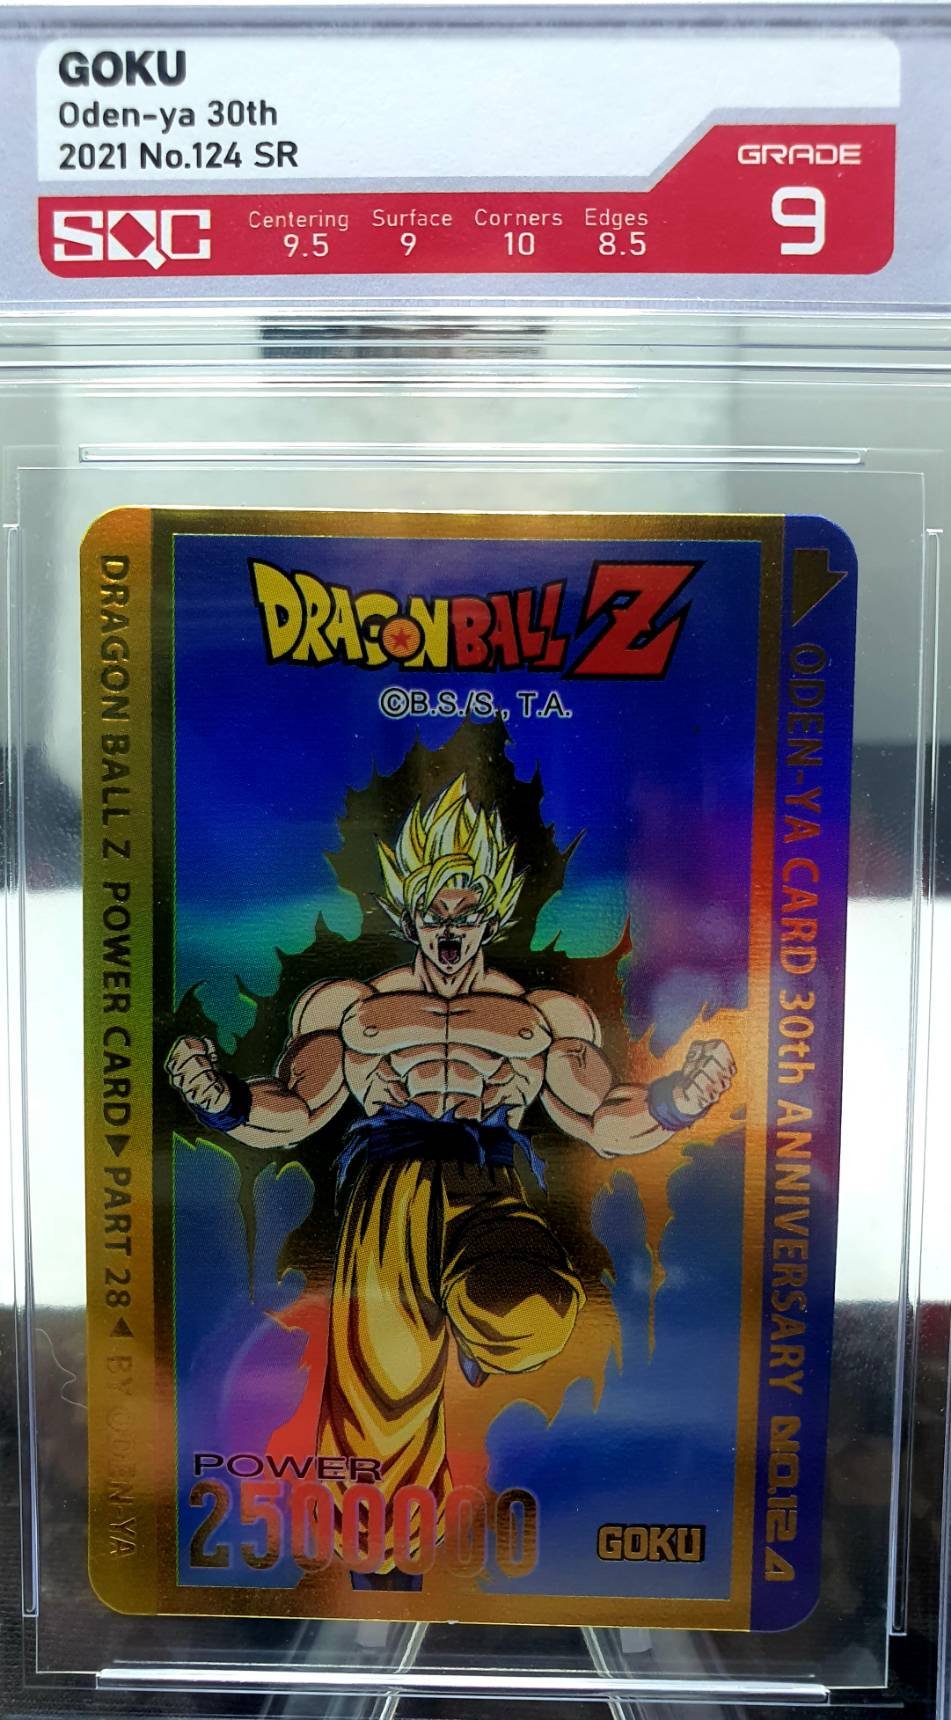 GOKU
Oden-ya 30th
2021 No.124 SR
GRADE
9
SQC
Centering Surface Corners Edges
9.5 9 10 8.5
DRAGON BALL Z
©B.S./S., T.A.
DRAGON BALL Z POWER CARD▶ PART 28 ◀ BY ODEN-YA
ODEN-YA CARD 30th ANNIVERSARY NO.124
POWER
2500000
GOKU